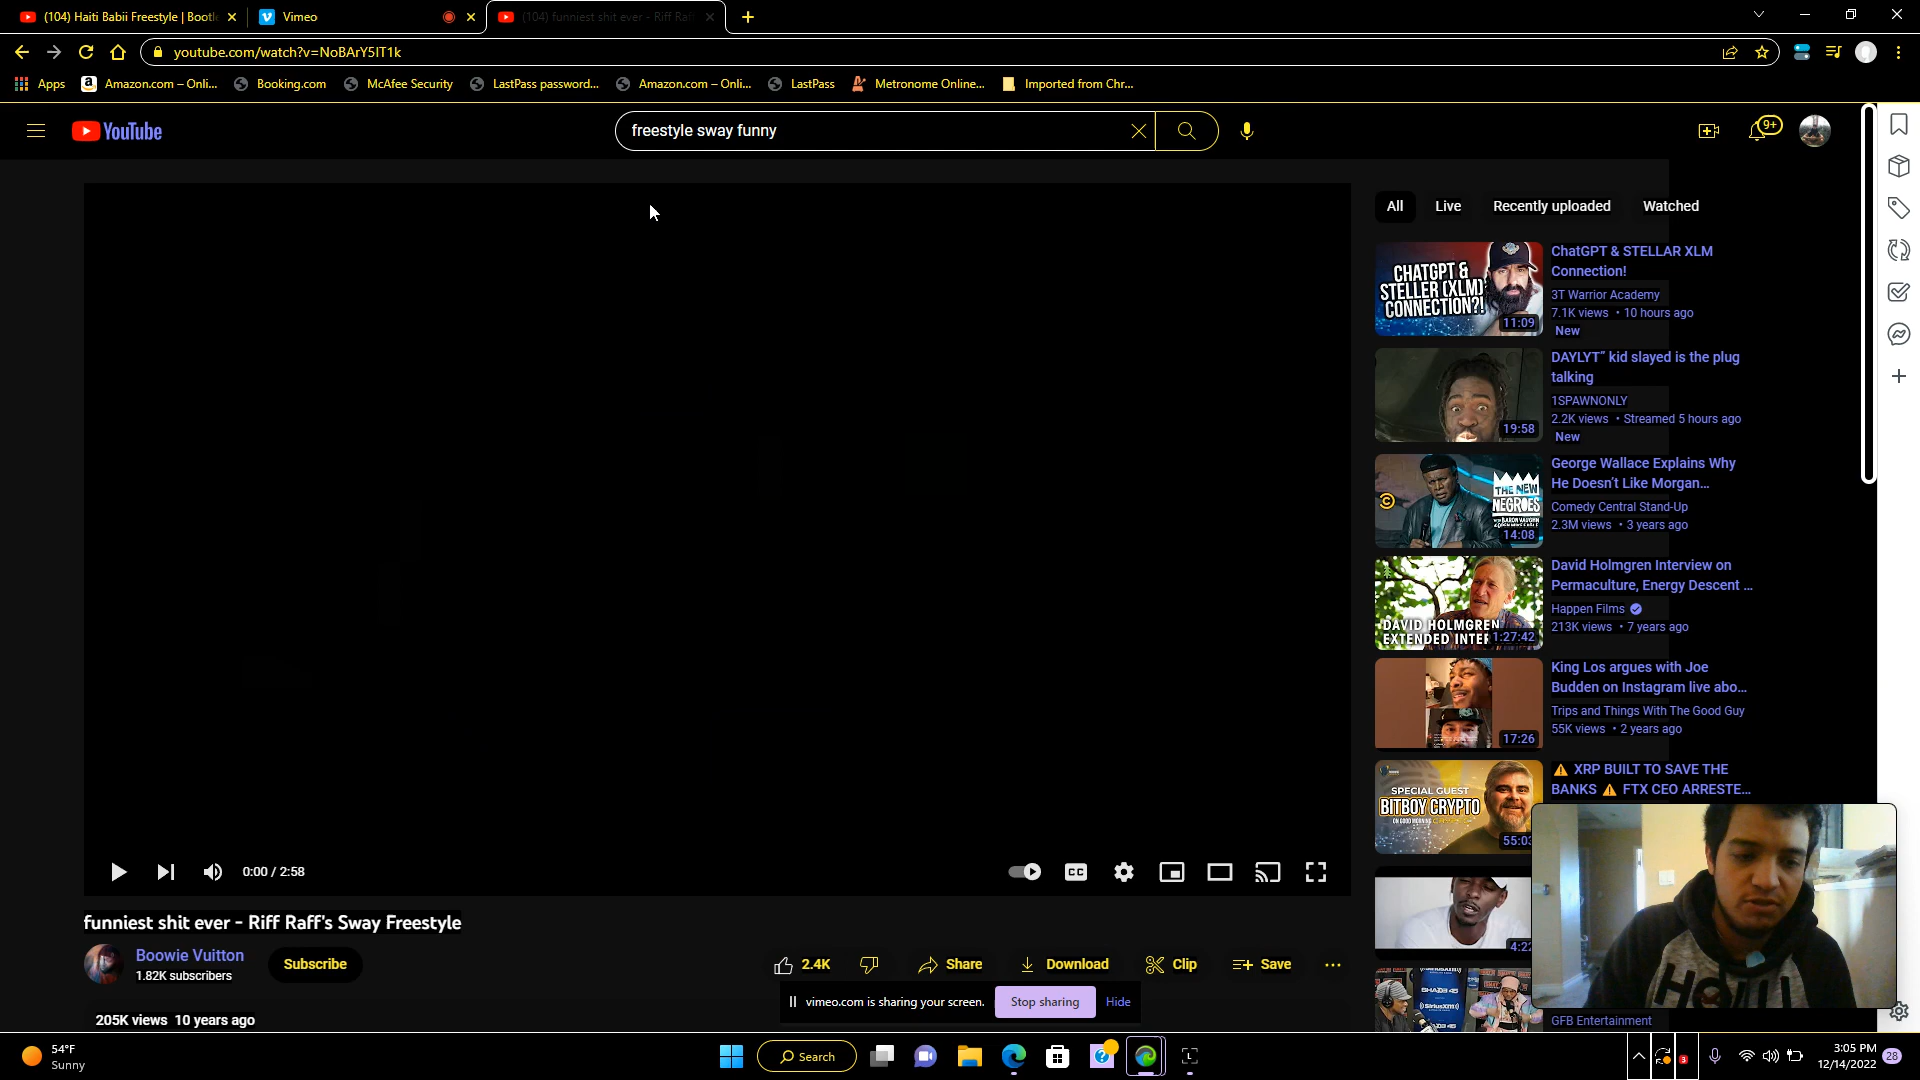 (104) Haiti Babii Freestyle | Bootl
Vimeo
(104) funniest shit ever - Riff Raf
youtube.com/watch?v=NoBArY5IT1k
Apps
Amazon.com – Onli...
Booking.com
McAfee Security
LastPass password...
Amazon.com – Onli...
LastPass
Metronome Online...
Imported from Chr...
YouTube
freestyle sway funny
9+
All
Live
Recently uploaded
Watched
CHATGPT &
STELLER (XLM)
CONNECTION?!
11:09
ChatGPT & STELLAR XLM
Connection!
3T Warrior Academy
7.1K views • 10 hours ago
New
19:58
DAYLYT” kid slayed is the plug
talking
1SPAWNONLY
2.2K views • Streamed 5 hours ago
New
THE NEW
NEGROES
14:08
George Wallace Explains Why
He Doesn't Like Morgan...
Comedy Central Stand-Up
2.3M views • 3 years ago
DAVID HOLMGREN
EXTENDED INTER
1:27:42
David Holmgren Interview on
Permaculture, Energy Descent ...
Happen Films
213K views • 7 years ago
17:26
King Los argues with Joe
Budden on Instagram live abo...
Trips and Things With The Good Guy
55K views • 2 years ago
SPECIAL GUEST
BITBOY CRYPTO
55:03
⚠ XRP BUILT TO SAVE THE
BANKS ⚠ FTX CEO ARRESTE...
4:22
SHADE 45
SiriusXM
GFB Entertainment
0:00 / 2:58
CC
funniest shit ever - Riff Raff's Sway Freestyle
Boowie Vuitton
1.82K subscribers
Subscribe
2.4K
Share
Download
Clip
Save
vimeo.com is sharing your screen.
Stop sharing
Hide
205K views 10 years ago
54°F
Sunny
Search
3
3:05 PM
12/14/2022
28